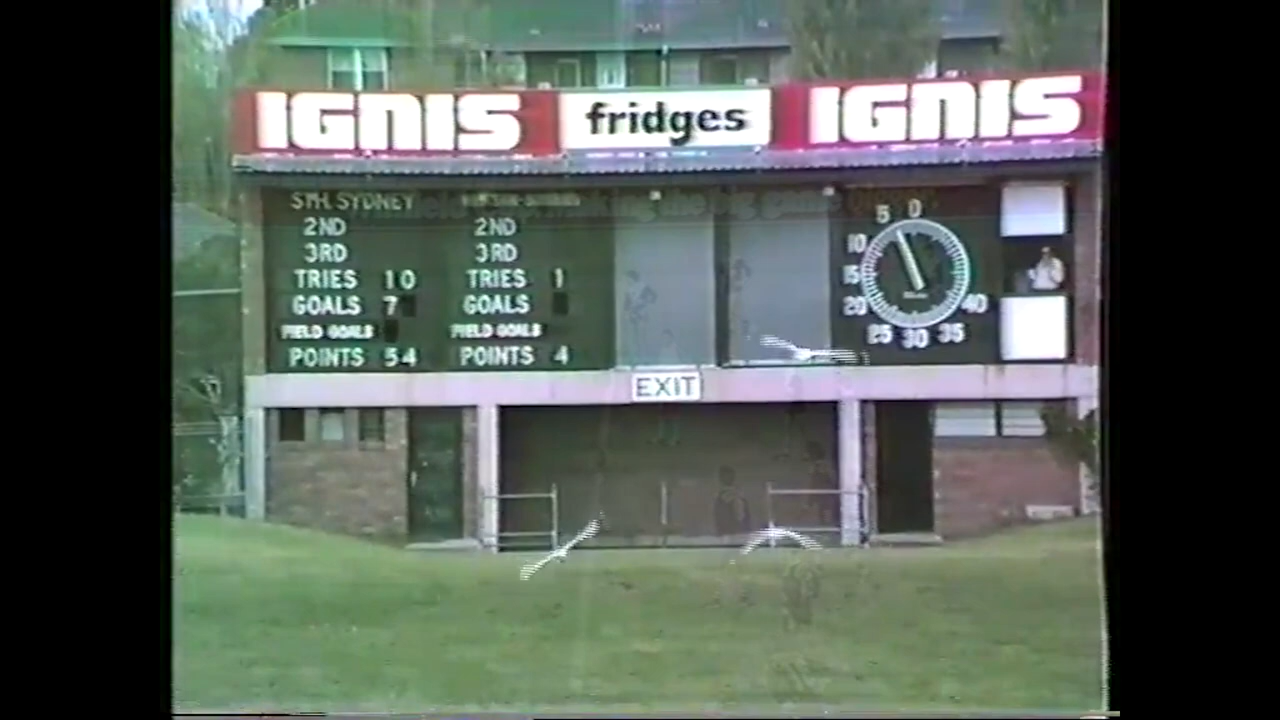 IGNIS fridges IGNIS
STH. SYDNEY
2ND 2ND
3RD 3RD
TRIES 10 TRIES 1
GOALS 7 GOALS
FIELD GOALS FIELD GOALS
POINTS 54 POINTS 4
5 0
10
15
20 40
25 30 35
EXIT